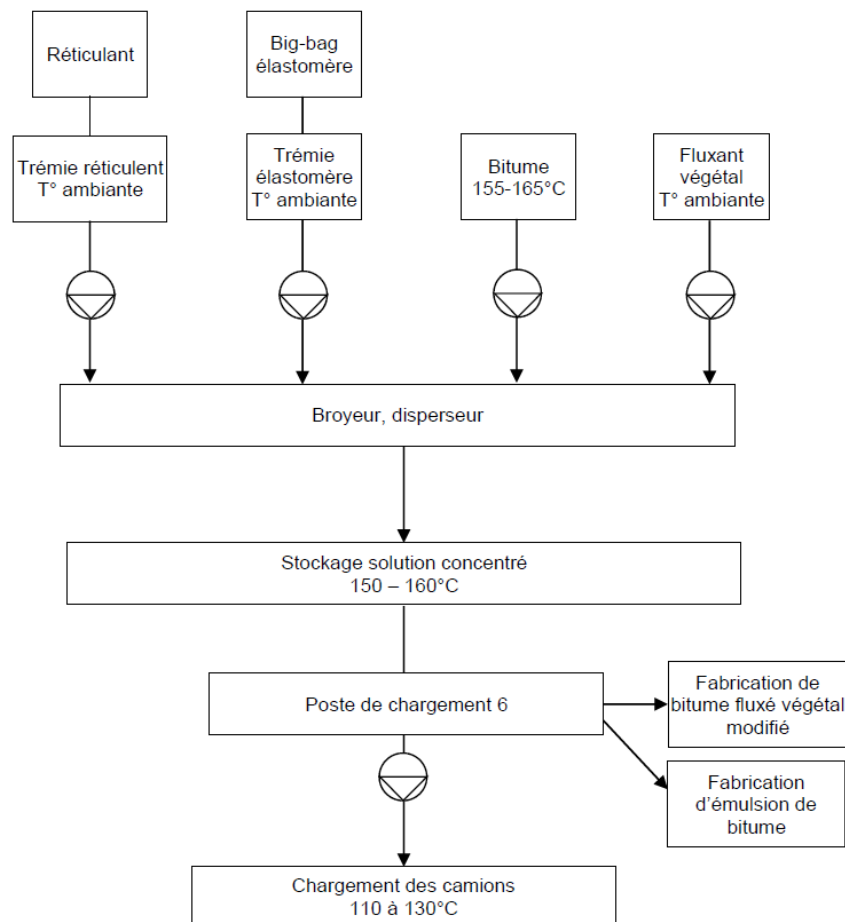 Réticulant
Big-bag
élastomère
Trémie réticulent
T° ambiante
Trémie
élastomère
T° ambiante
Bitume
155-165°C
Fluxant
végétal
T° ambiante
Broyeur, disperseur
Stockage solution concentré
150 – 160°C
Poste de chargement 6
Fabrication de
bitume fluxé végétal
modifié
Fabrication
d'émulsion de
bitume
Chargement des camions
110 à 130°C